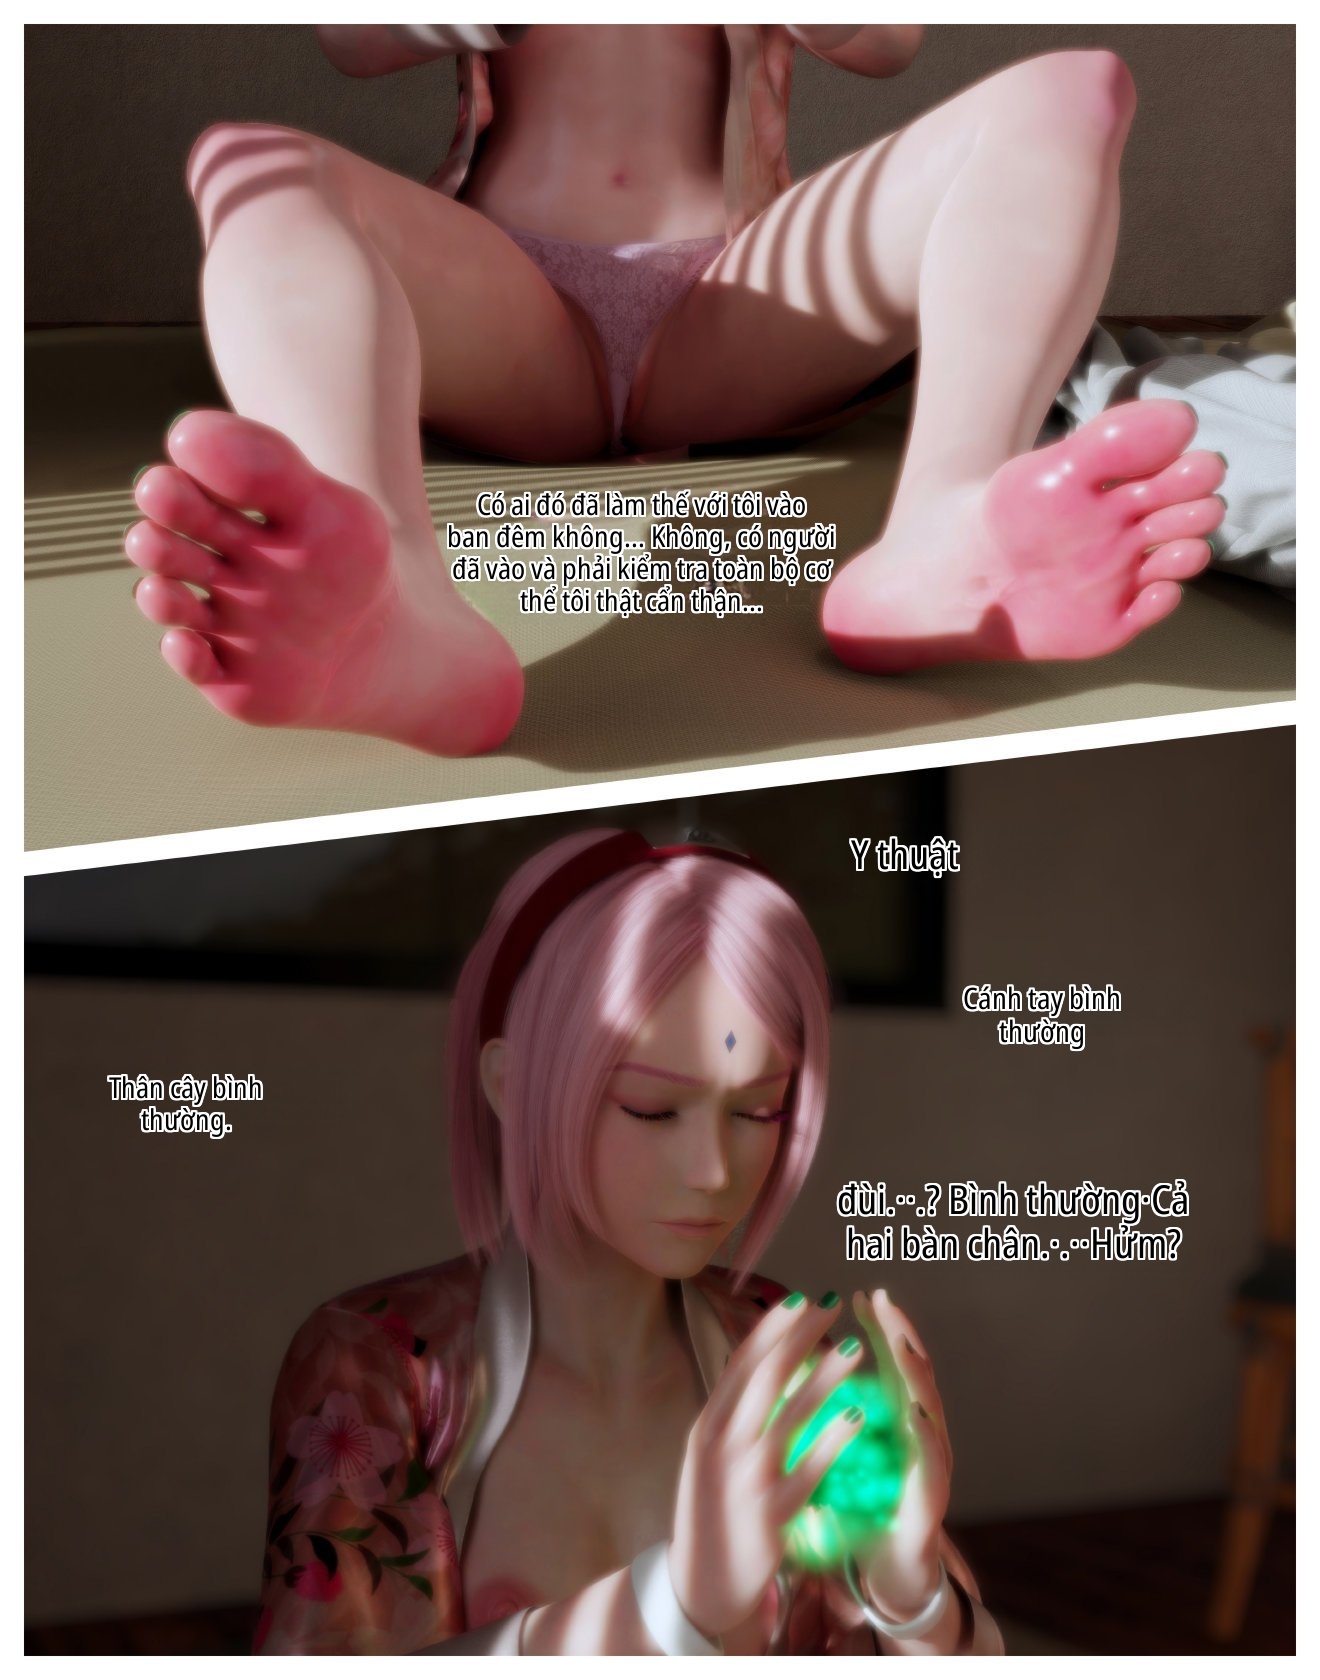 Có ai đó đã làm thế với tôi vào
ban đêm không... Không, có người
đã vào và phải kiểm tra toàn bộ cơ
thể tôi thật cẩn thận...
Y thuật
Cánh tay bình
thường
Thân cây bình
thường.
đùi.··.? Bình thường·Cả
hai bàn chân.·.··Hửm?